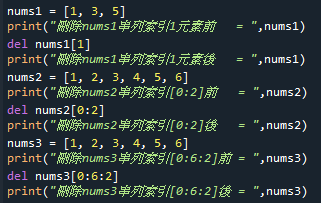 nums1 = [1, 3, 5]
print("刪除nums1串列索引1元素前   = ",nums1)
del nums1[1]
print("刪除nums1串列索引1元素後   = ",nums1)
nums2 = [1, 2, 3, 4, 5, 6]
print("刪除nums2串列索引[0:2]前   = ",nums2)
del nums2[0:2]
print("刪除nums2串列索引[0:2]後   = ",nums2)
nums3 = [1, 2, 3, 4, 5, 6]
print("刪除nums3串列索引[0:6:2]前 = ",nums3)
del nums3[0:6:2]
print("刪除nums3串列索引[0:6:2]後 = ",nums3)